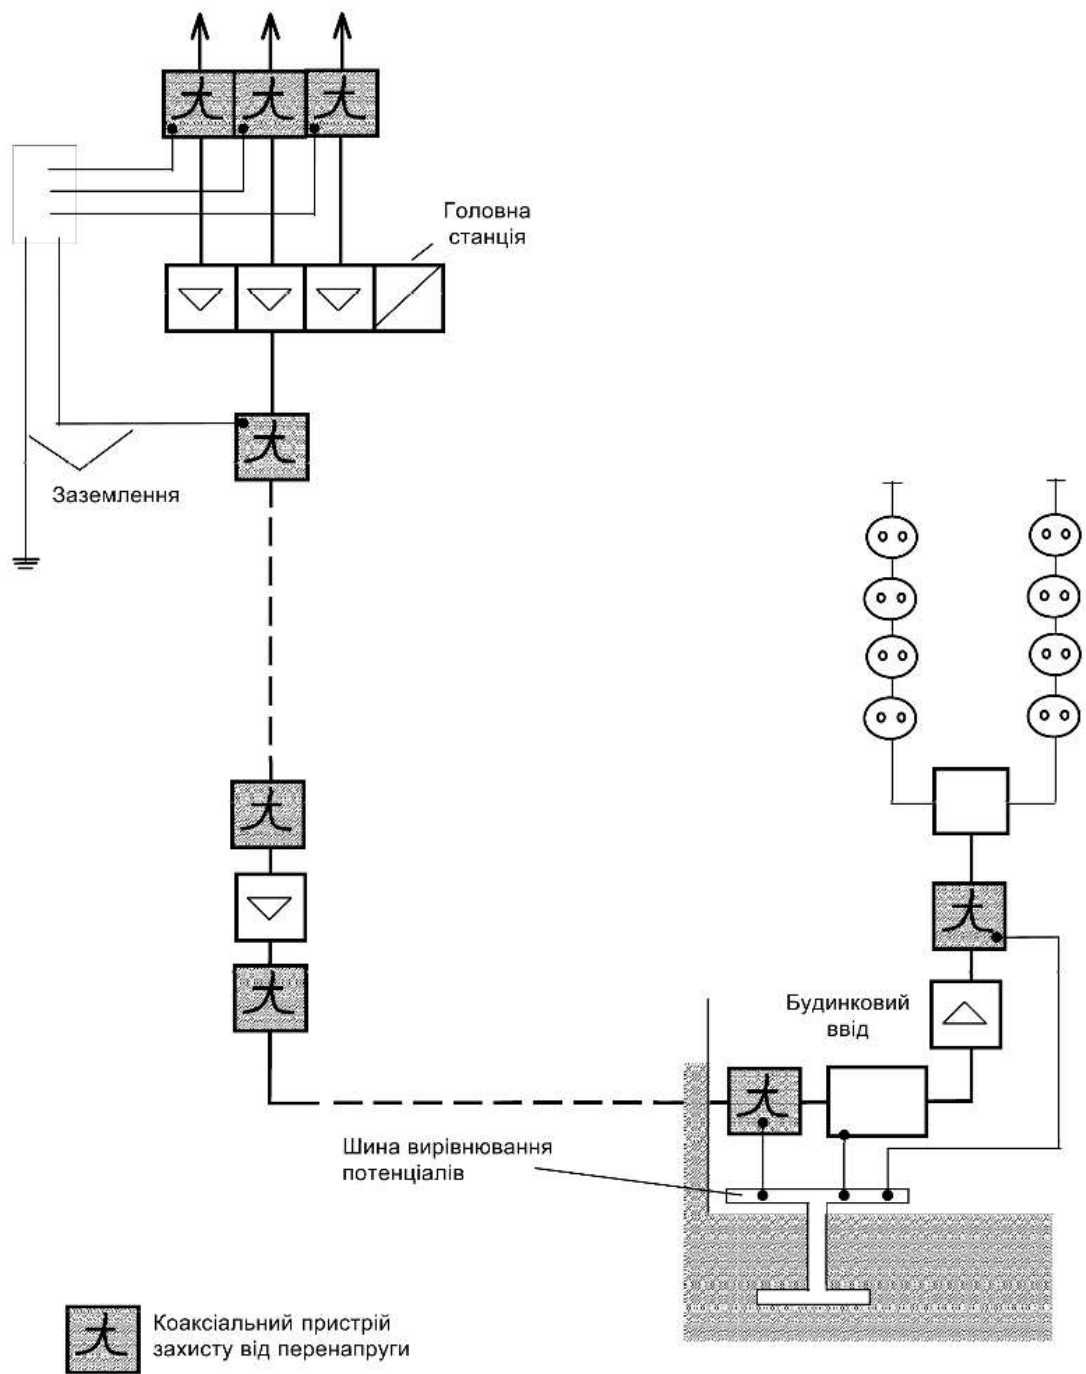 Головна
станція
Заземлення
Будинковий
ввід
Шина вирівнювання
потенціалів
Коаксіальний пристрій
захисту від перенапруги